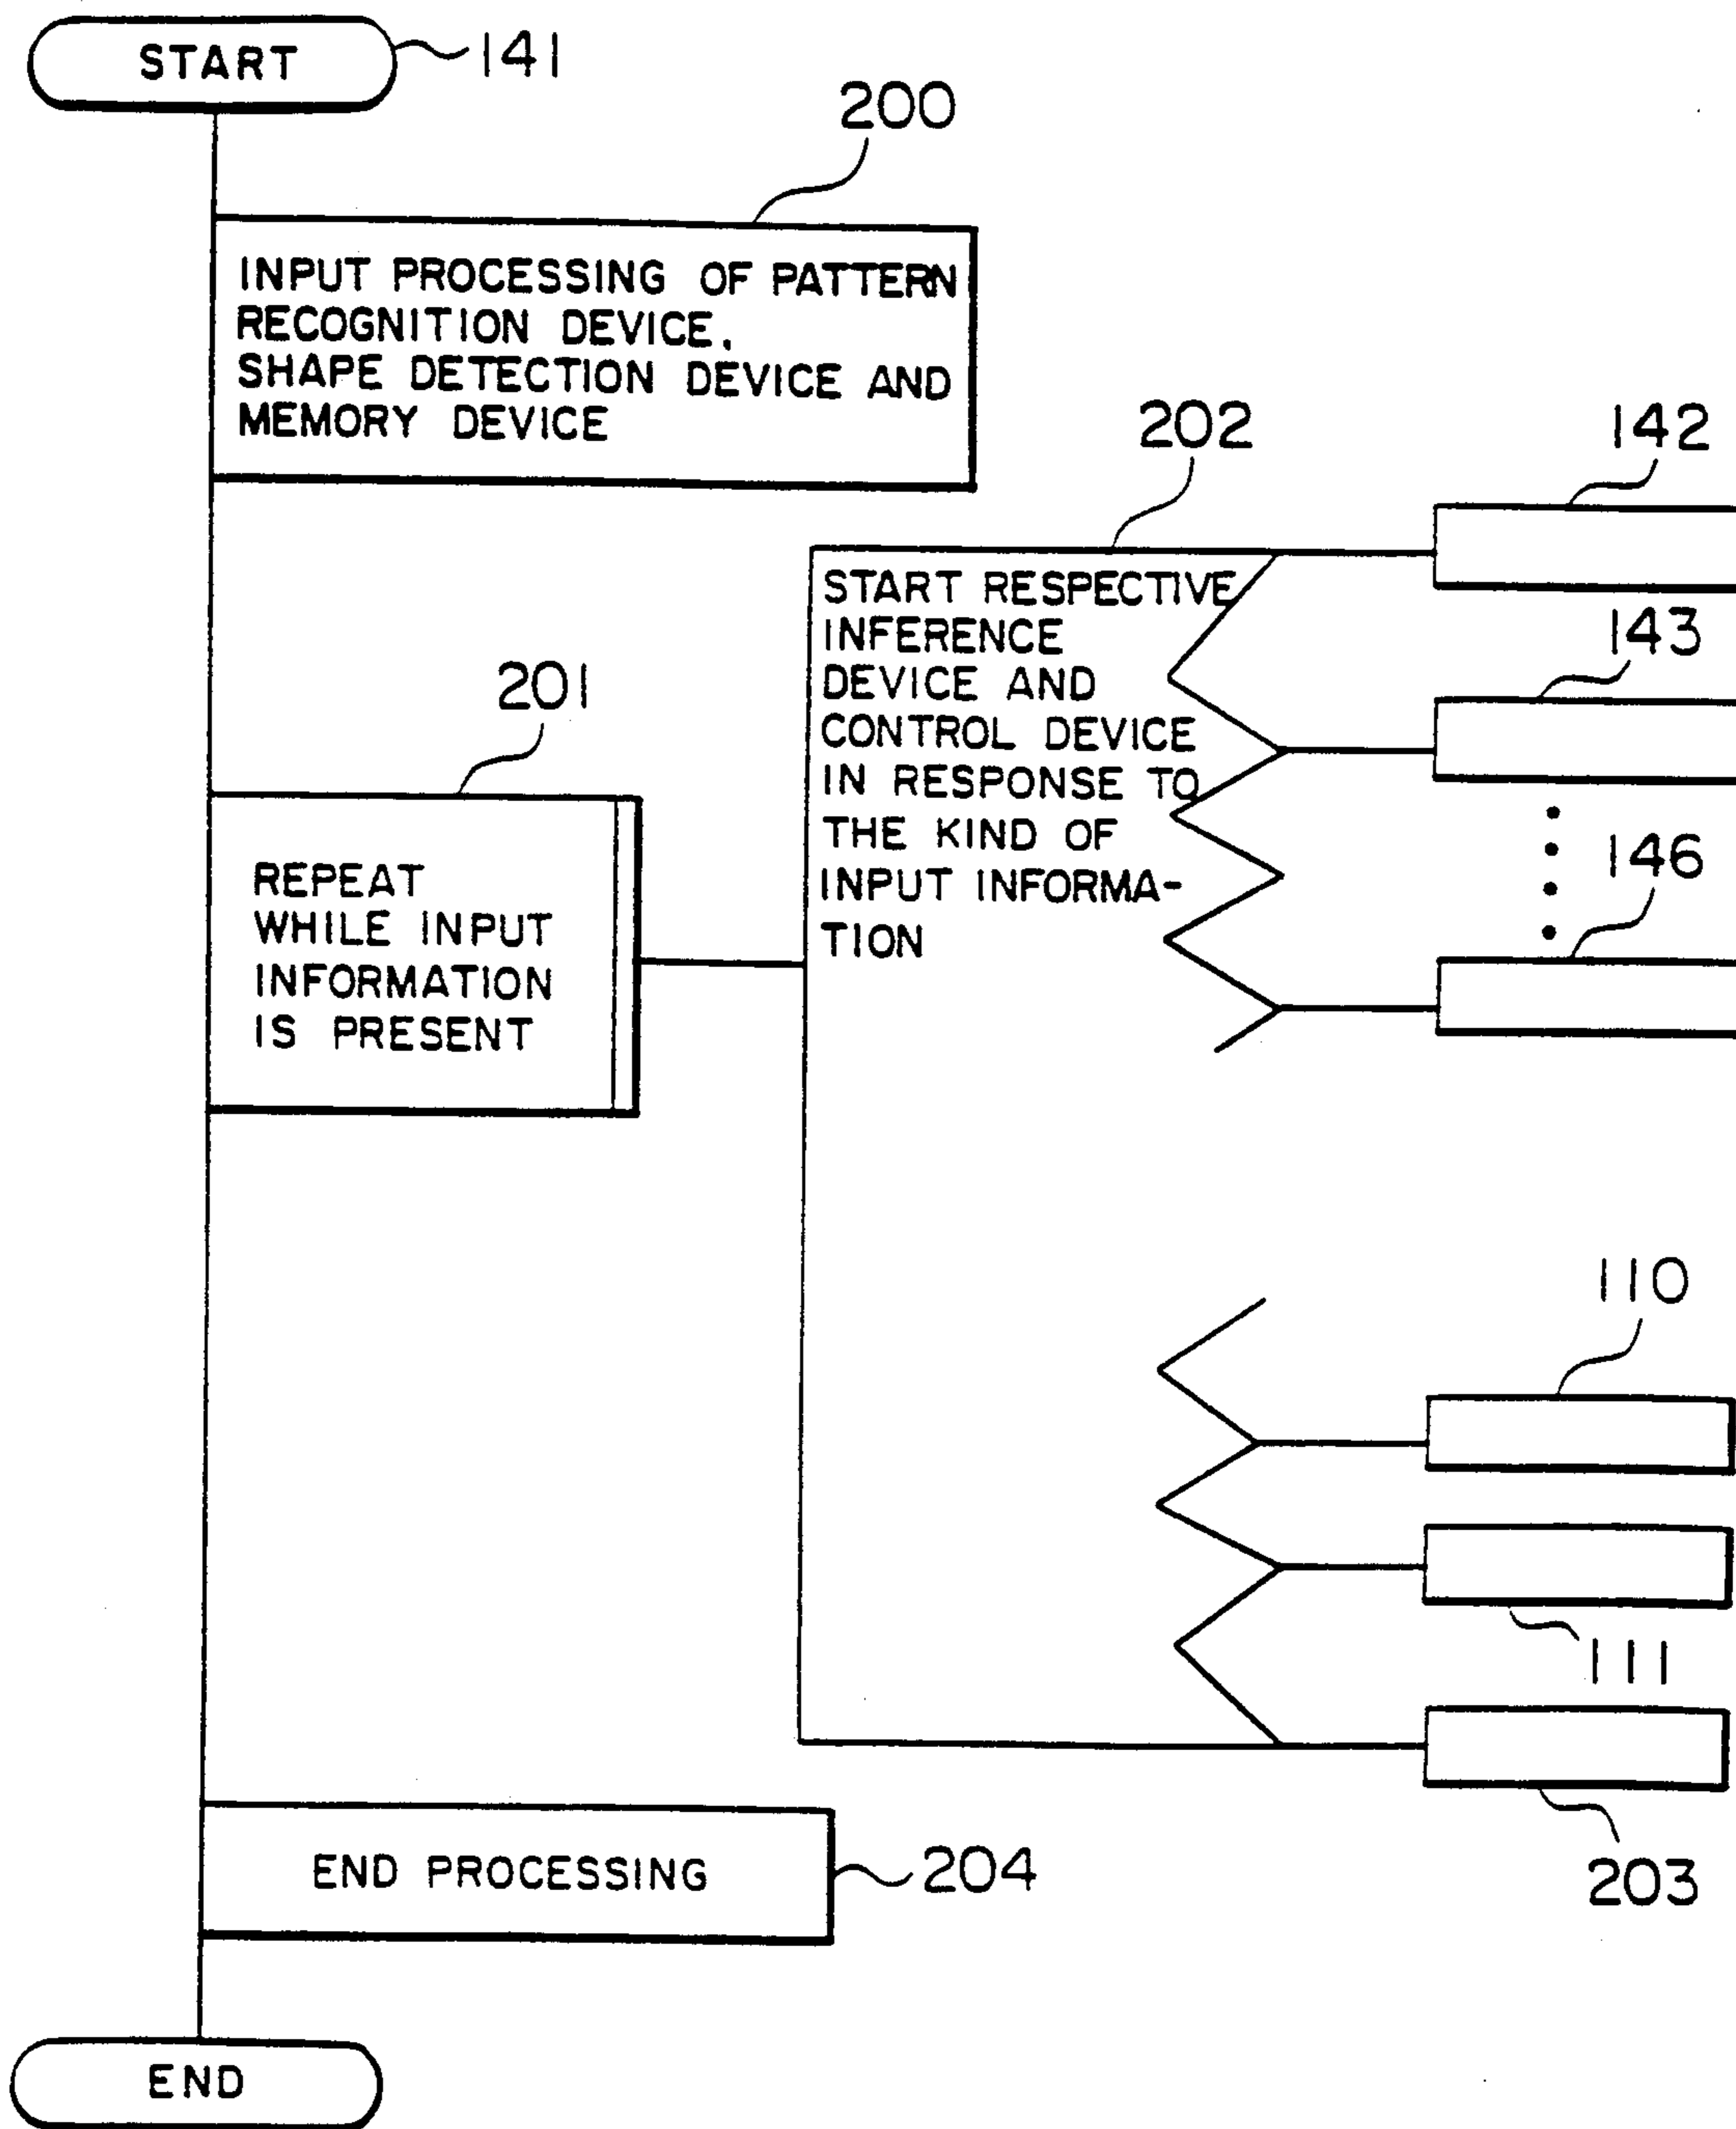 START
141
200
INPUT PROCESSING OF PATTERN
RECOGNITION DEVICE.
SHAPE DETECTION DEVICE AND
MEMORY DEVICE
202
142
START RESPECTIVE
INFERENCE
DEVICE AND
CONTROL DEVICE
IN RESPONSE TO
THE KIND OF
INPUT INFORMA-
TION
143
201
146
REPEAT
WHILE INPUT
INFORMATION
IS PRESENT
110
111
203
END PROCESSING
204
END